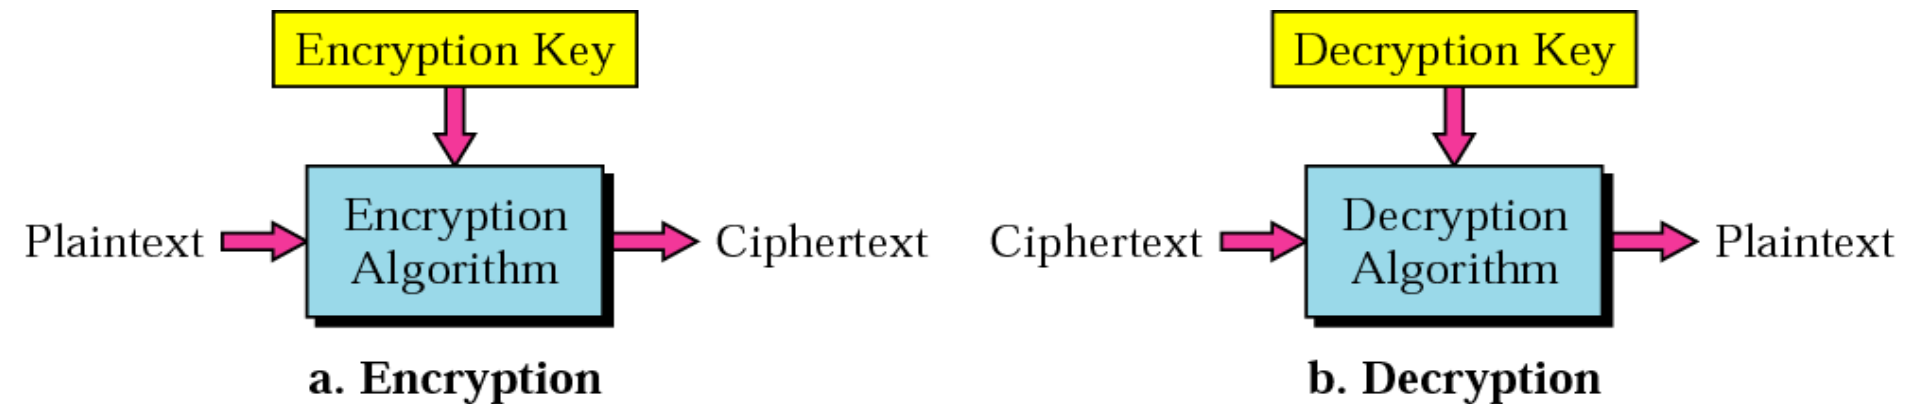 Encryption Key
Plaintext
Encryption
Algorithm
Ciphertext
a. Encryption
Decryption Key
Ciphertext
Decryption
Algorithm
Plaintext
b. Decryption